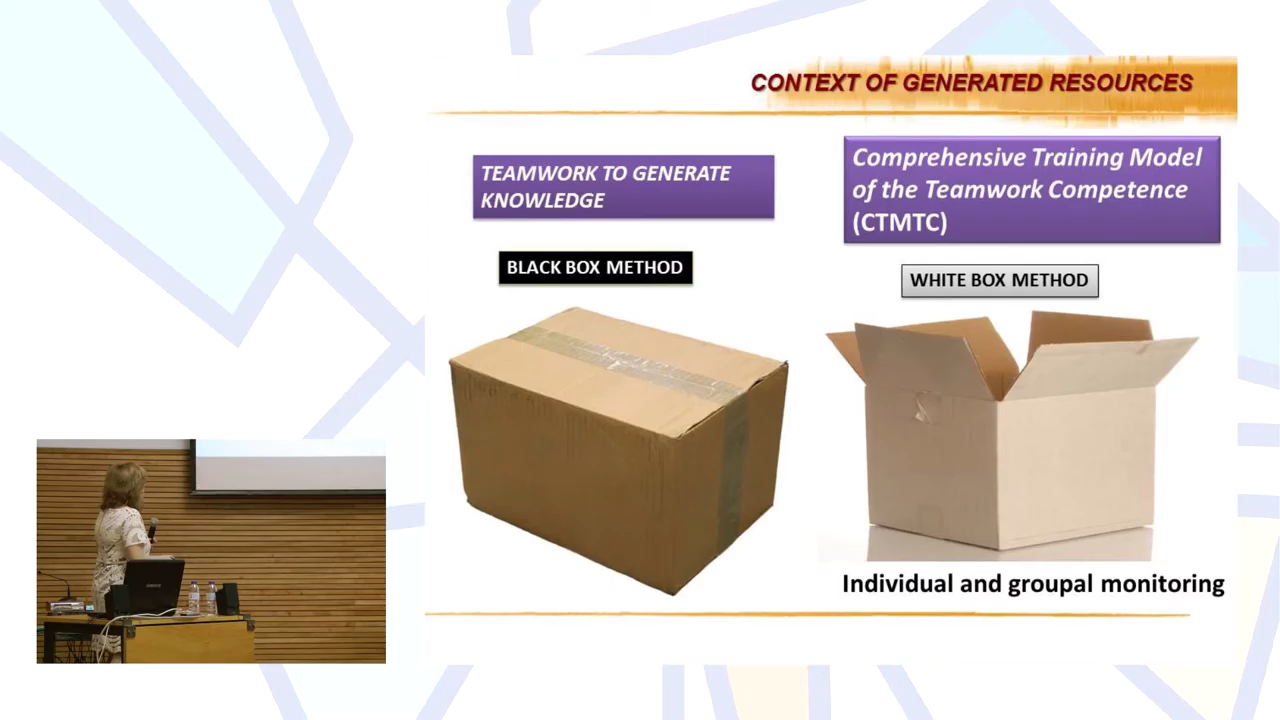 CONTEXT OF GENERATED RESOURCES
TEAMWORK TO GENERATE
KNOWLEDGE
BLACK BOX METHOD
Comprehensive Training Model
of the Teamwork Competence
(CTMTC)
WHITE BOX METHOD
Individual and groupal monitoring